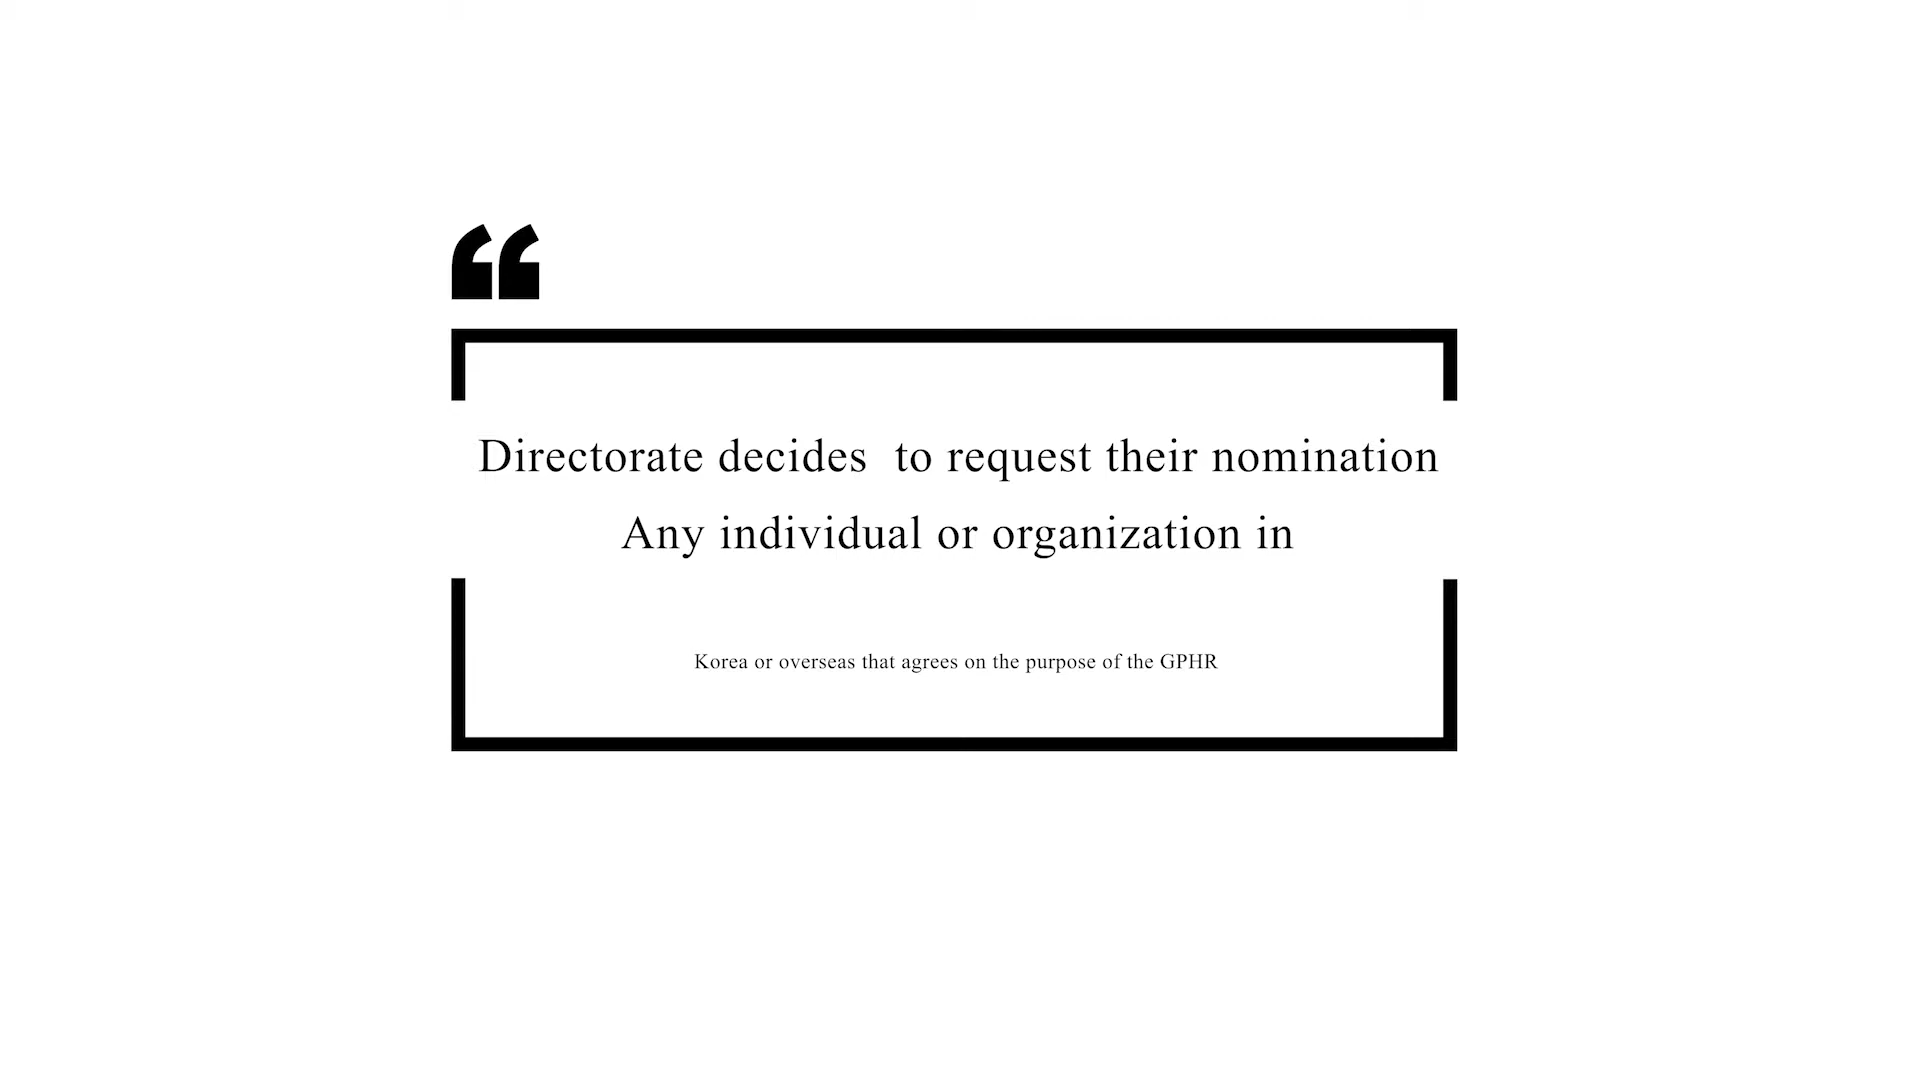 Directorate decides  to request their nomination
Any individual or organization in
Korea or overseas that agrees on the purpose of the GPHR